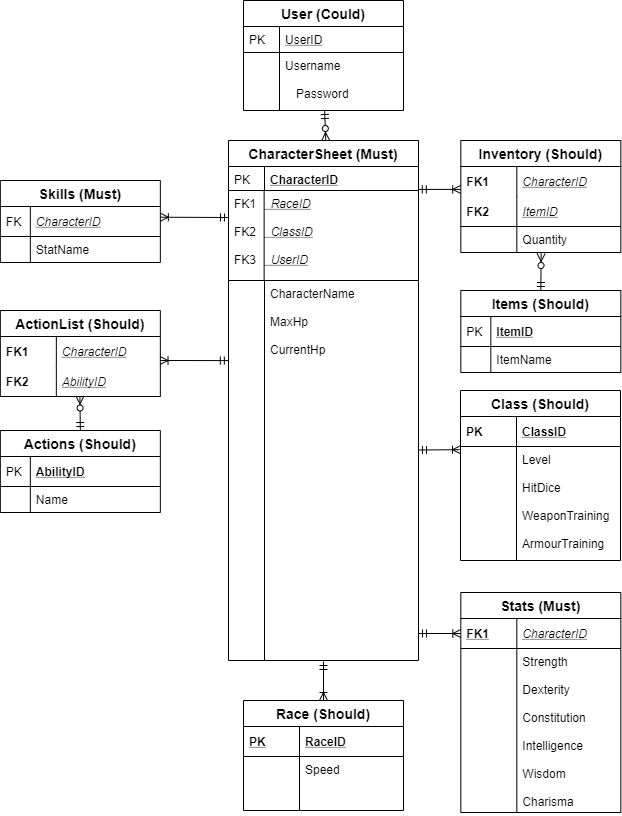 User (Could)
PK UserID
Username
Password
CharacterSheet (Must)
PK CharacterID
FK1 RaceID
FK2 ClassID
FK3 UserID
CharacterName
MaxHp
CurrentHp
Inventory (Should)
FK1 CharacterID
FK2 ItemID
Quantity
Skills (Must)
FK CharacterID
StatName
Items (Should)
PK ItemID
ItemName
ActionList (Should)
FK1 CharacterID
FK2 AbilityID
Class (Should)
PK ClassID
Level
HitDice
WeaponTraining
ArmourTraining
Actions (Should)
PK AbilityID
Name
Stats (Must)
FK1 CharacterID
Strength
Dexterity
Constitution
Intelligence
Wisdom
Charisma
Race (Should)
PK RaceID
Speed